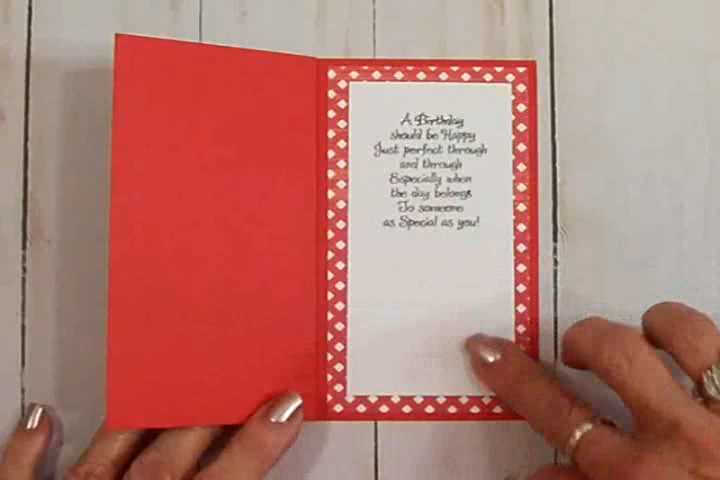 A Birthday
should be Happy
Just perfect through
and through
Especially when
the day belongs
To someone
as Special as you!